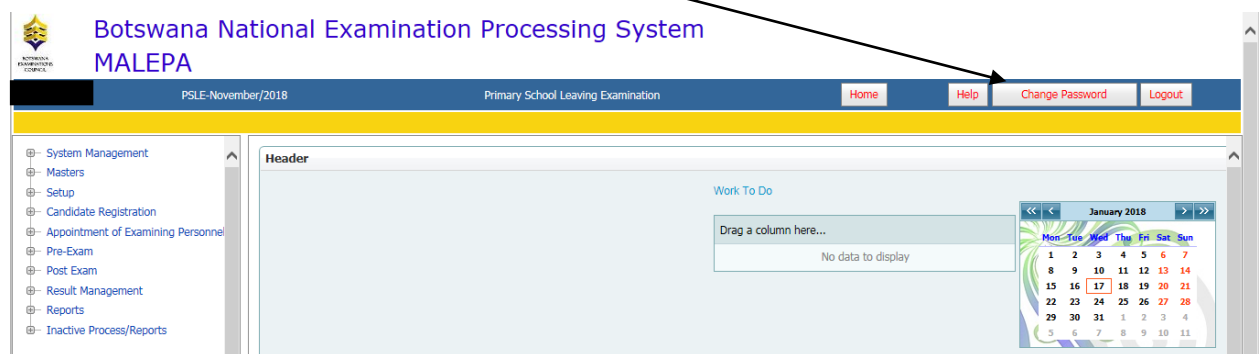 Botswana National Examination Processing System
MALEPA
BOTSWANA
EXAMINATIONS
COUNCIL
PSLE-November/2018 Primary School Leaving Examination Home Help Change Password Logout
System Management
Masters
Setup
Candidate Registration
Appointment of Examining Personnel
Pre-Exam
Post Exam
Result Management
Reports
Inactive Process/Reports
Header
Work To Do
Drag a column here...
No data to display
<< < January 2018 > >>
Mon Tue Wed Thu Fri Sat Sun
1 2 3 4 5 6 7
8 9 10 11 12 13 14
15 16 17 18 19 20 21
22 23 24 25 26 27 28
29 30 31 1 2 3 4
5 6 7 8 9 10 11